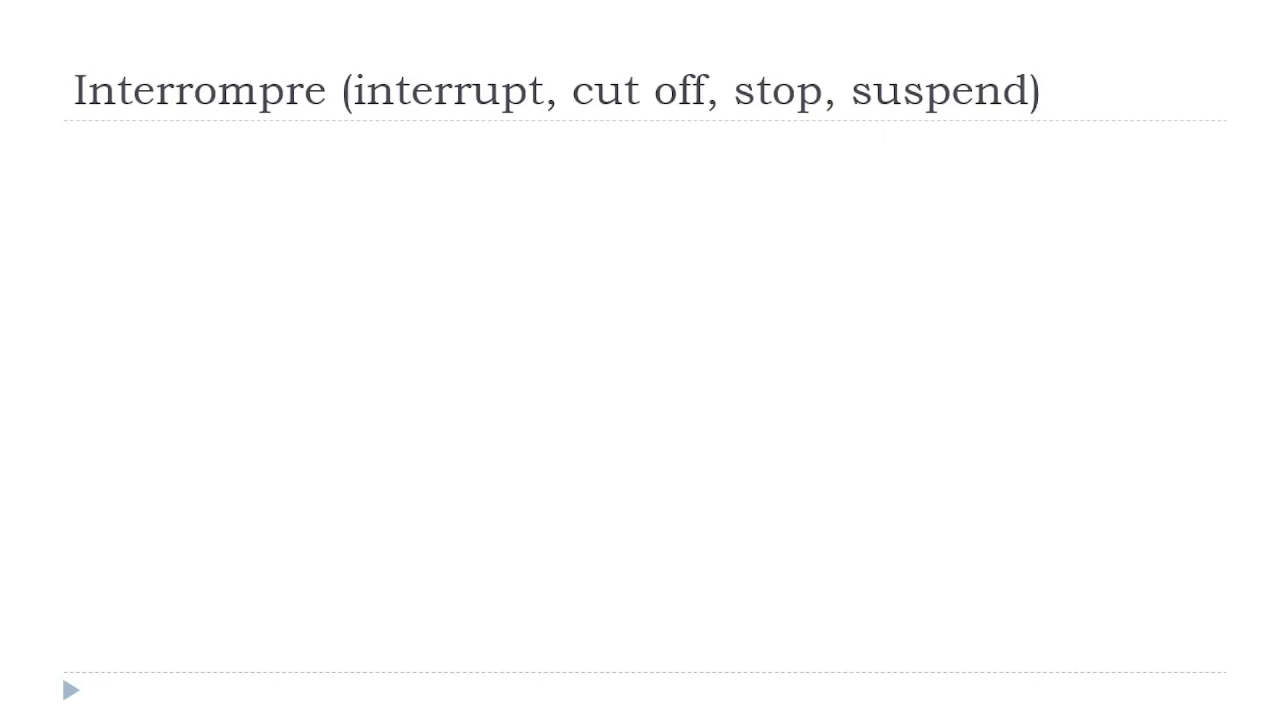 Interrompre (interrupt, cut off, stop, suspend)